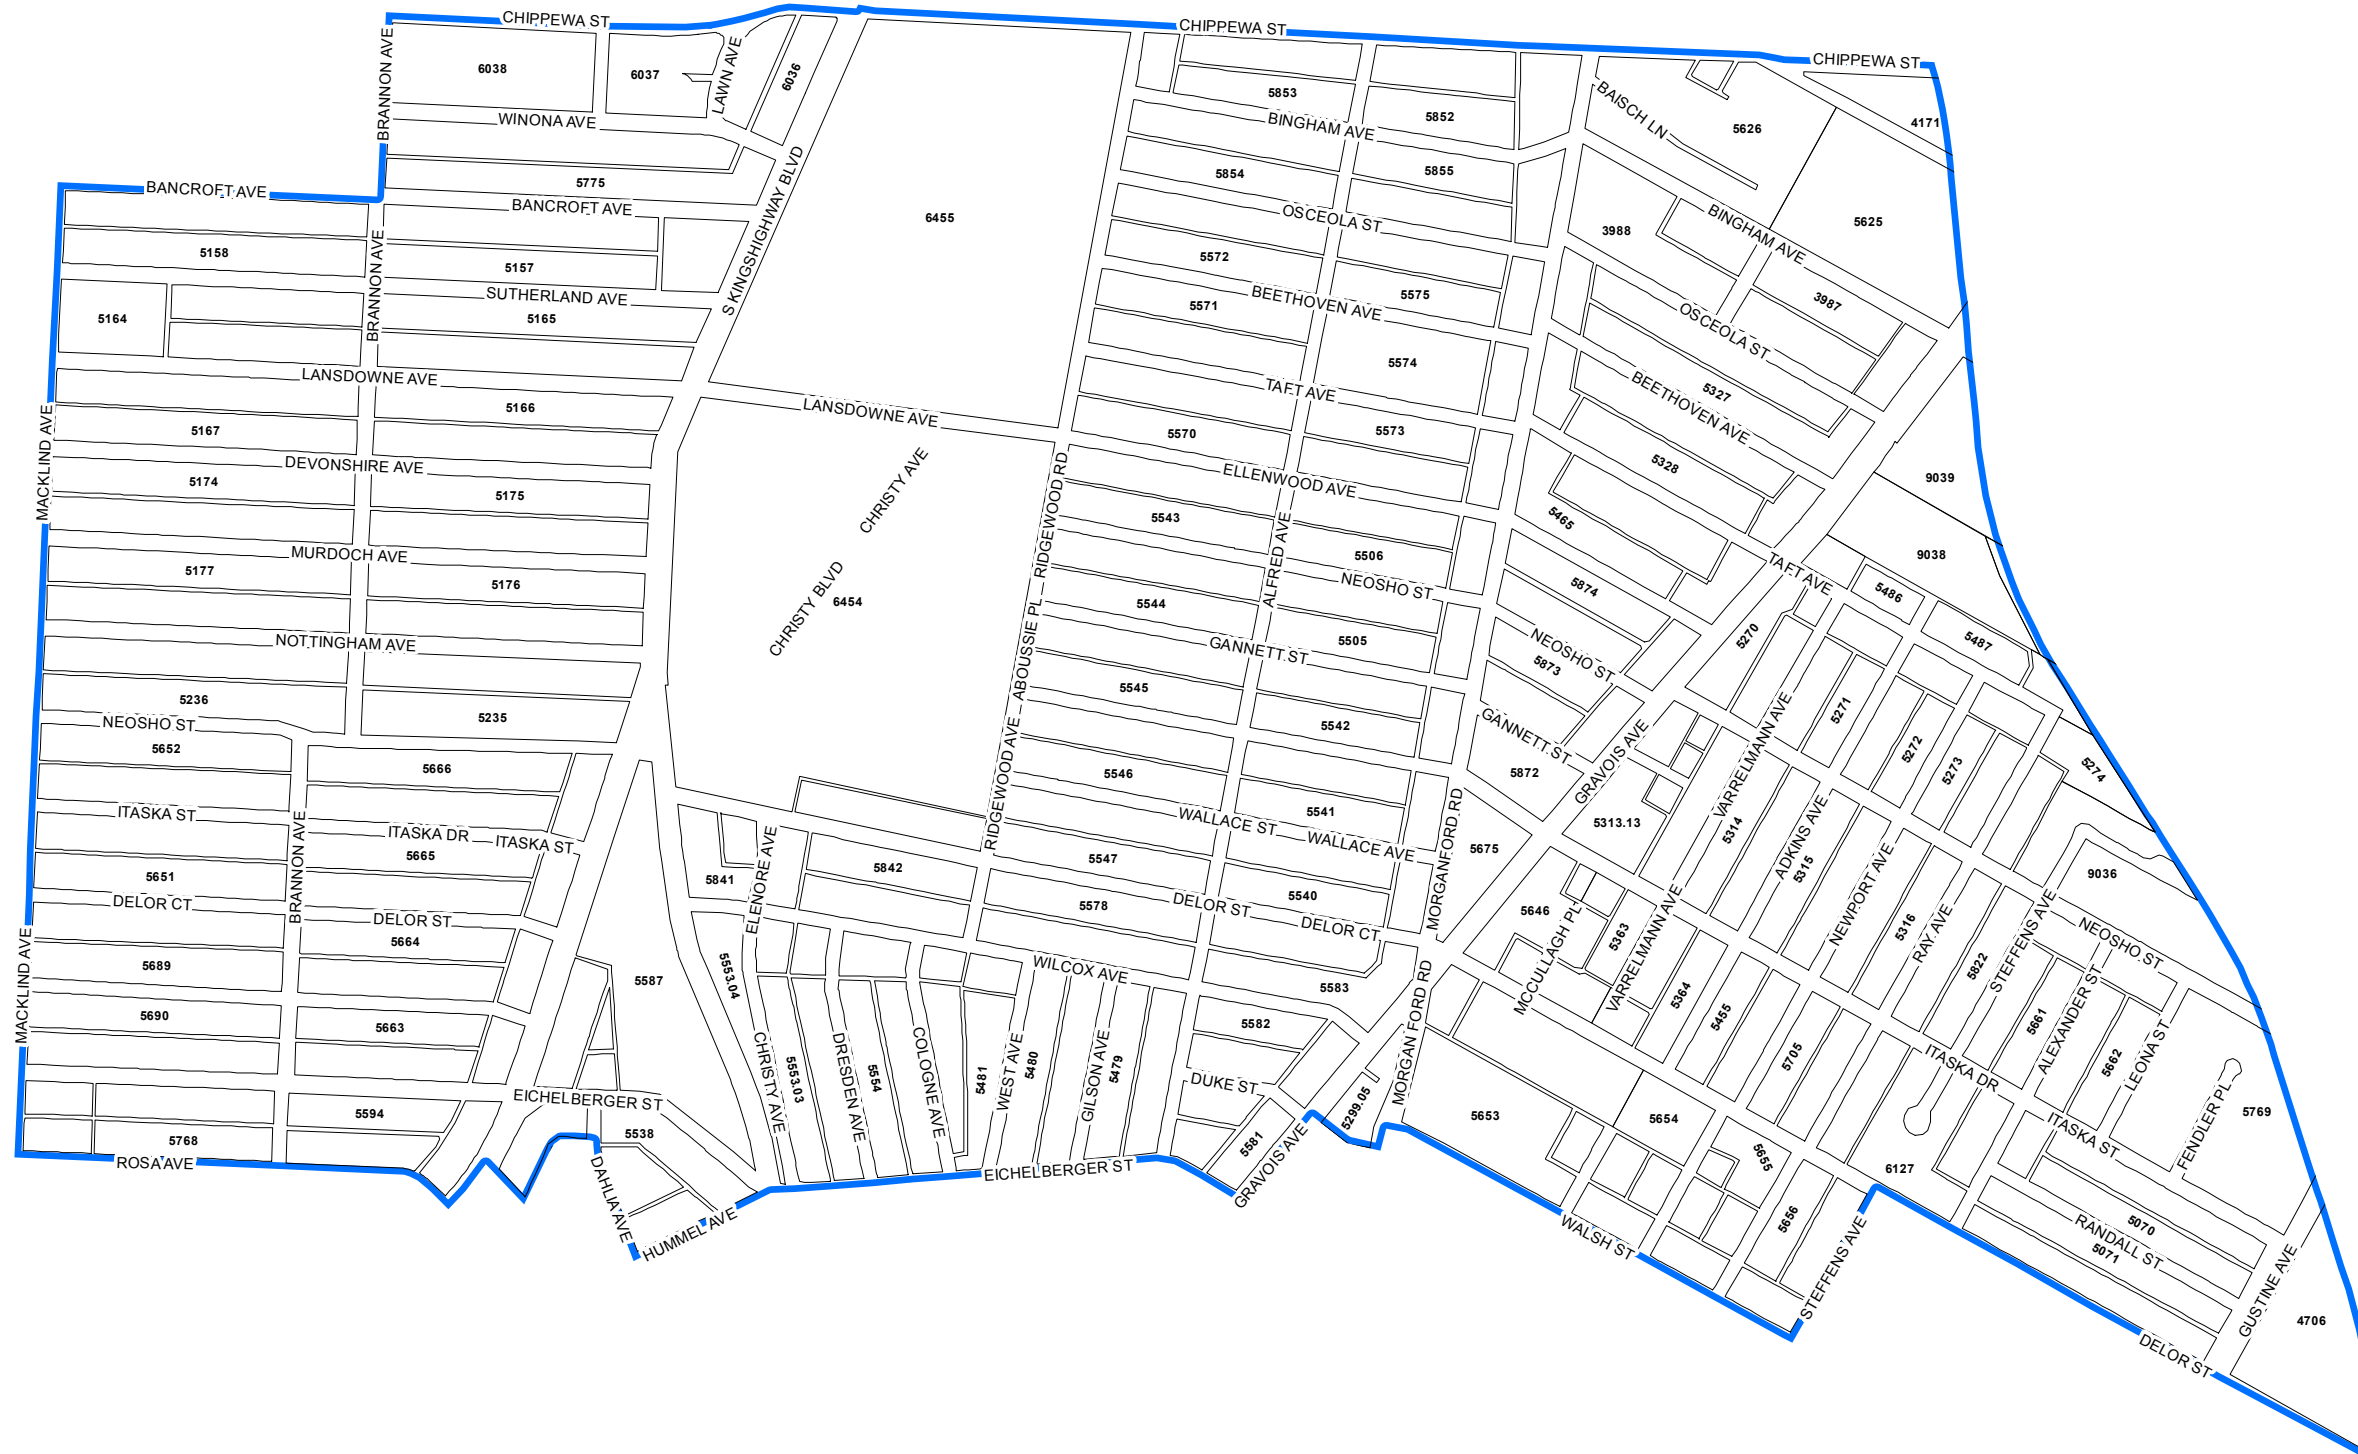 CHIPPEWA ST
CHIPPEWA ST
CHIPPEWA ST
BRANNON AVE
6038
6037
LAWN AVE
6036
WINONA AVE
5853
5852
BINGHAM AVE
BAISCH LN
5626
4171
BANCROFT AVE
5775
BANCROFT AVE
S KINGSHIGHWAY BLVD
6455
5854
5855
OSCEOLA ST
3988
BINGHAM AVE
5625
5158
BRANNON AVE
5157
SUTHERLAND AVE
5572
5575
BEETHOVEN AVE
5571
3987
OSCEOLA ST
5164
5165
5574
LANSDOWNE AVE
5166
LANSDOWNE AVE
TAFT AVE
5327
BEETHOVEN AVE
5167
MACKLIND AVE
5570
5573
DEVONSHIRE AVE
5174
5175
CHRISTY AVE
RIDGEWOOD RD
ELLENWOOD AVE
5328
9039
5543
5506
5465
9038
MURDOCH AVE
5177
5176
CHRISTY BLVD
6454
ALFRED AVE
NEOSHO ST
5874
TAFT AVE
5486
5544
5505
5487
NOTTINGHAM AVE
ABOUSSIE PL
GANNETT ST
NEOSHO ST
5873
5270
5236
5235
5545
5542
5271
NEOSHO ST
5652
GANNETT ST
VARRELMANN AVE
5272
5666
RIDGEWOOD AVE
5546
5872
GRAVOIS AVE
5273
5274
ITASKA ST
ITASKA DR
ITASKA ST
BRANNON AVE
5541
WALLACE ST
WALLACE AVE
MORGANFORD RD
5313.13
5314
ADKINS AVE
5315
5665
5651
ELENORE AVE
5841
5842
RIDGEWOOD RD
5547
5675
9036
DELOR CT
DELOR ST
5664
5578
DELOR ST
5540
DELOR CT
5646
MCCULLAGH PL
5363
VARRELMANN AVE
NEWPORT AVE
5316
RAY AVE
5822
STEFFENS AVE
NEOSHO ST
5689
MACKLIND AVE
5587
5553.04
WILCOX AVE
5583
5364
5455
5661
ALEXANDER ST
5690
5663
5582
MORGAN FORD RD
5705
5662
LEONA ST
CHRISTY AVE
5553.03
DRESDEN AVE
5554
COLOGNE AVE
5481
WEST AVE
5480
GILSON AVE
5479
ITASKA DR
EICHELBERGER ST
DUKE ST
5299.05
5653
5654
ITASKA ST
FENDLER PL
5769
5594
5538
5768
ROSA AVE
DAHLIA AVE
HUMMEL AVE
EICHELBERGER ST
5581
GRAVOIS AVE
5655
6127
5656
WALSH ST
STEFFENS AVE
5070
RANDALL ST
5071
GUSTINE AVE
4706
DELOR ST